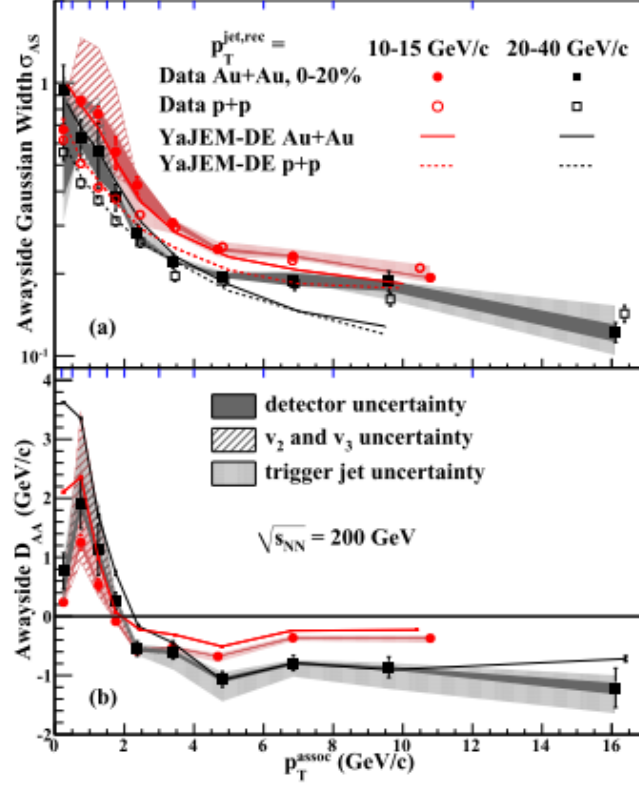 p_T^jet,rec = 10-15 GeV/c 20-40 GeV/c
Data Au+Au, 0-20%
Data p+p
YaJEM-DE Au+Au
YaJEM-DE p+p
Awayside Gaussian Width σ_AS
1
10^-1
(a)
detector uncertainty
v_2 and v_3 uncertainty
trigger jet uncertainty
√s_NN = 200 GeV
Awayside D_AA (GeV/c)
4
3
2
1
0
-1
-2
(b)
0 2 4 6 8 10 12 14 16
p_T^assoc (GeV/c)